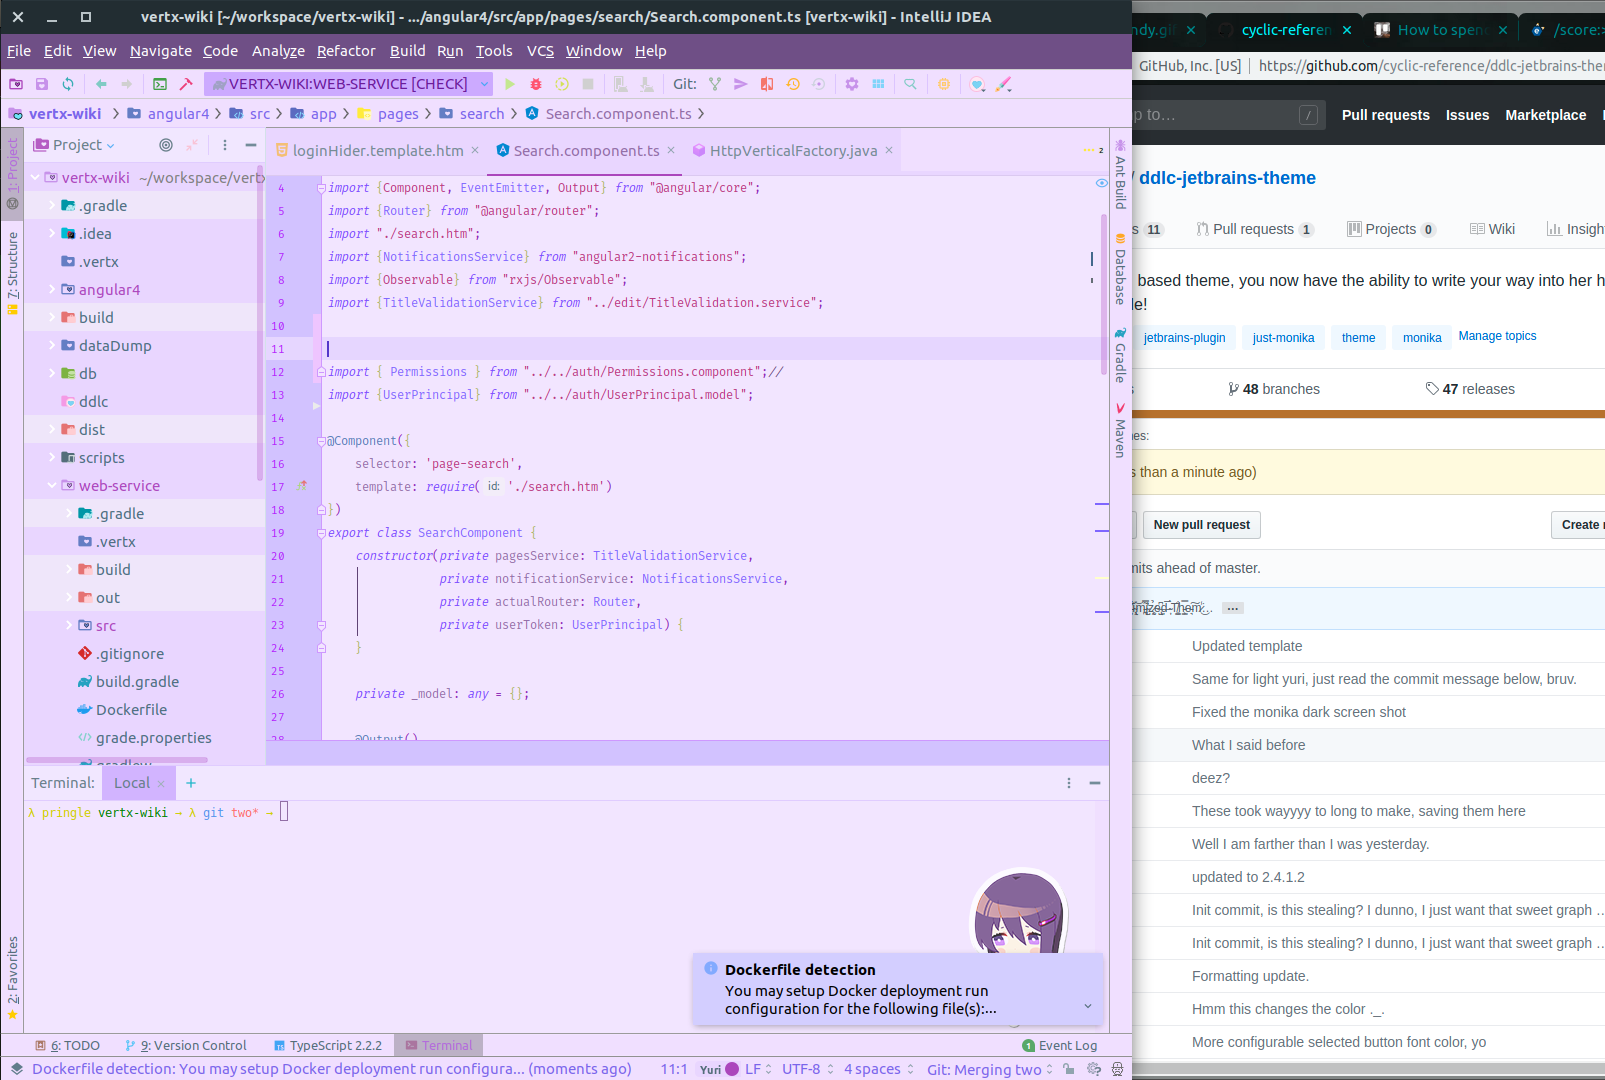 vertx-wiki [~/workspace/vertx-wiki] - .../angular4/src/app/pages/search/Search.component.ts [vertx-wiki] - IntelliJ IDEA
File Edit View Navigate Code Analyze Refactor Build Run Tools VCS Window Help
VERTX-WIKI:WEB-SERVICE [CHECK] Git:
vertx-wiki angular4 src app pages search Search.component.ts
Project
loginHider.template.htm
Search.component.ts
HttpVerticalFactory.java
2
1: Project
7: Structure
2: Favorites
vertx-wiki ~/workspace/vertx
.gradle
.idea
.vertx
angular4
build
dataDump
db
ddlc
dist
scripts
web-service
.gradle
.vertx
build
out
src
.gitignore
build.gradle
Dockerfile
grade.properties
gradlew
4 import {Component, EventEmitter, Output} from "@angular/core";
5 import {Router} from "@angular/router";
6 import "./search.htm";
7 import {NotificationsService} from "angular2-notifications";
8 import {Observable} from "rxjs/Observable";
9 import {TitleValidationService} from "../edit/TitleValidation.service";
10
11
12 import { Permissions } from "../../auth/Permissions.component";//
13 import {UserPrincipal} from "../../auth/UserPrincipal.model";
14
15 @Component({
16 selector: 'page-search',
17 template: require( id: './search.htm')
18 })
19 export class SearchComponent {
20 constructor(private pagesService: TitleValidationService,
21 private notificationService: NotificationsService,
22 private actualRouter: Router,
23 private userToken: UserPrincipal) {
24 }
25
26 private _model: any = {};
27
28 @Output()
Ant Build
Database
Gradle
Maven
Terminal: Local +
λ pringle vertx-wiki → λ git two* →
Dockerfile detection
You may setup Docker deployment run
configuration for the following file(s):...
6: TODO 9: Version Control TypeScript 2.2.2 Terminal 1 Event Log
Dockerfile detection: You may setup Docker deployment run configura... (moments ago) 11:1 Yuri LF UTF-8 4 spaces Git: Merging two
cyclic-referen
How to spen
/score:
GitHub, Inc. [US] https://github.com/cyclic-reference/ddlc-jetbrains-the
p to... / Pull requests Issues Marketplace
/ ddlc-jetbrains-theme
s 11 Pull requests 1 Projects 0 Wiki Insigh
based theme, you now have the ability to write your way into her h
le!
jetbrains-plugin just-monika theme monika Manage topics
48 branches 47 releases
es:
s than a minute ago)
New pull request Create
mits ahead of master.
Updated template
Same for light yuri, just read the commit message below, bruv.
Fixed the monika dark screen shot
What I said before
deez?
These took wayyyy to long to make, saving them here
Well I am farther than I was yesterday.
updated to 2.4.1.2
Init commit, is this stealing? I dunno, I just want that sweet graph ...
Init commit, is this stealing? I dunno, I just want that sweet graph ...
Formatting update.
Hmm this changes the color ._.
More configurable selected button font color, yo